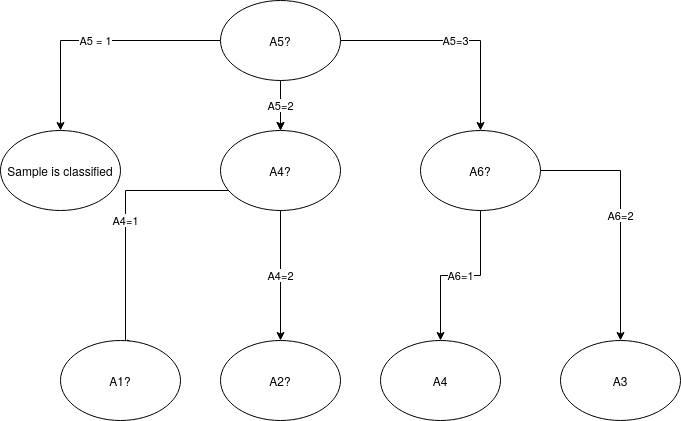 A5?
A5 = 1
A5=3
A5=2
Sample is classified
A4?
A6?
A4=1
A6=2
A4=2
A6=1
A1?
A2?
A4
A3